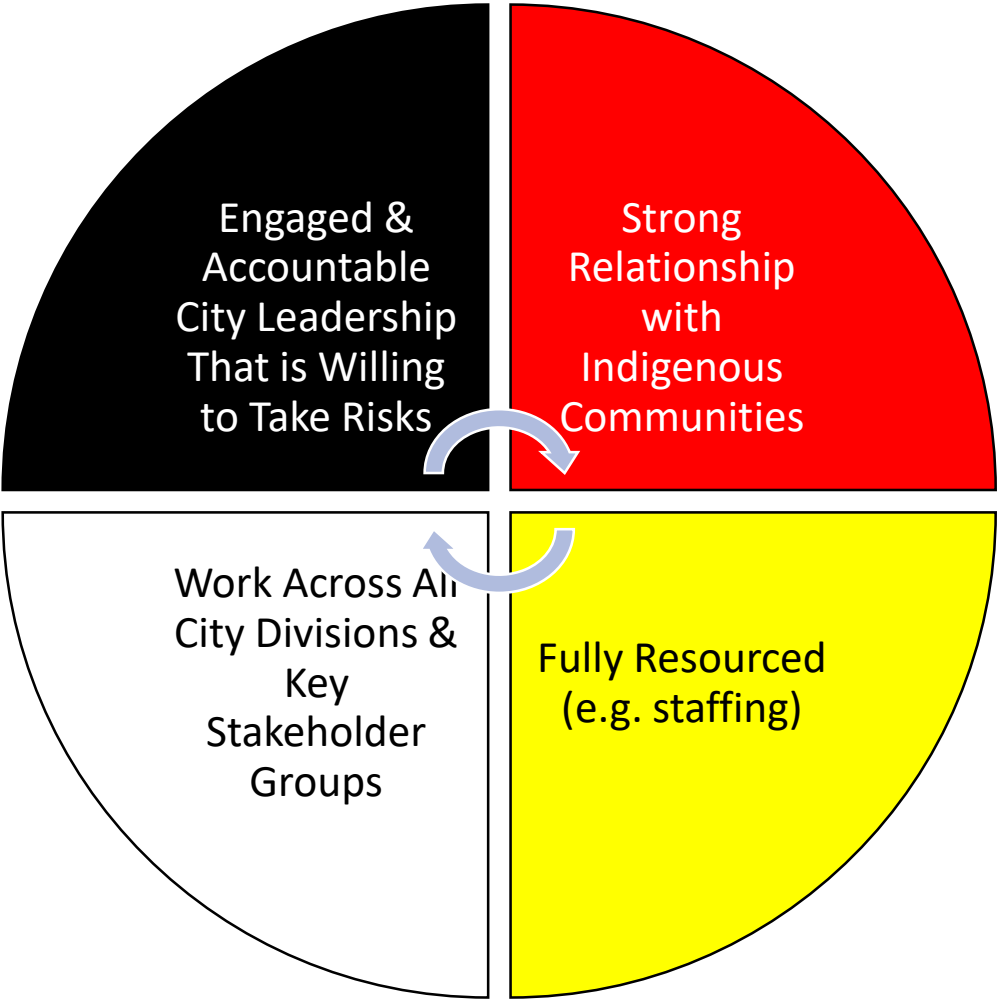 Engaged &
Accountable
City Leadership
That is Willing
to Take Risks
Strong
Relationship
with
Indigenous
Communities
Work Across All
City Divisions &
Key
Stakeholder
Groups
Fully Resourced
(e.g. staffing)